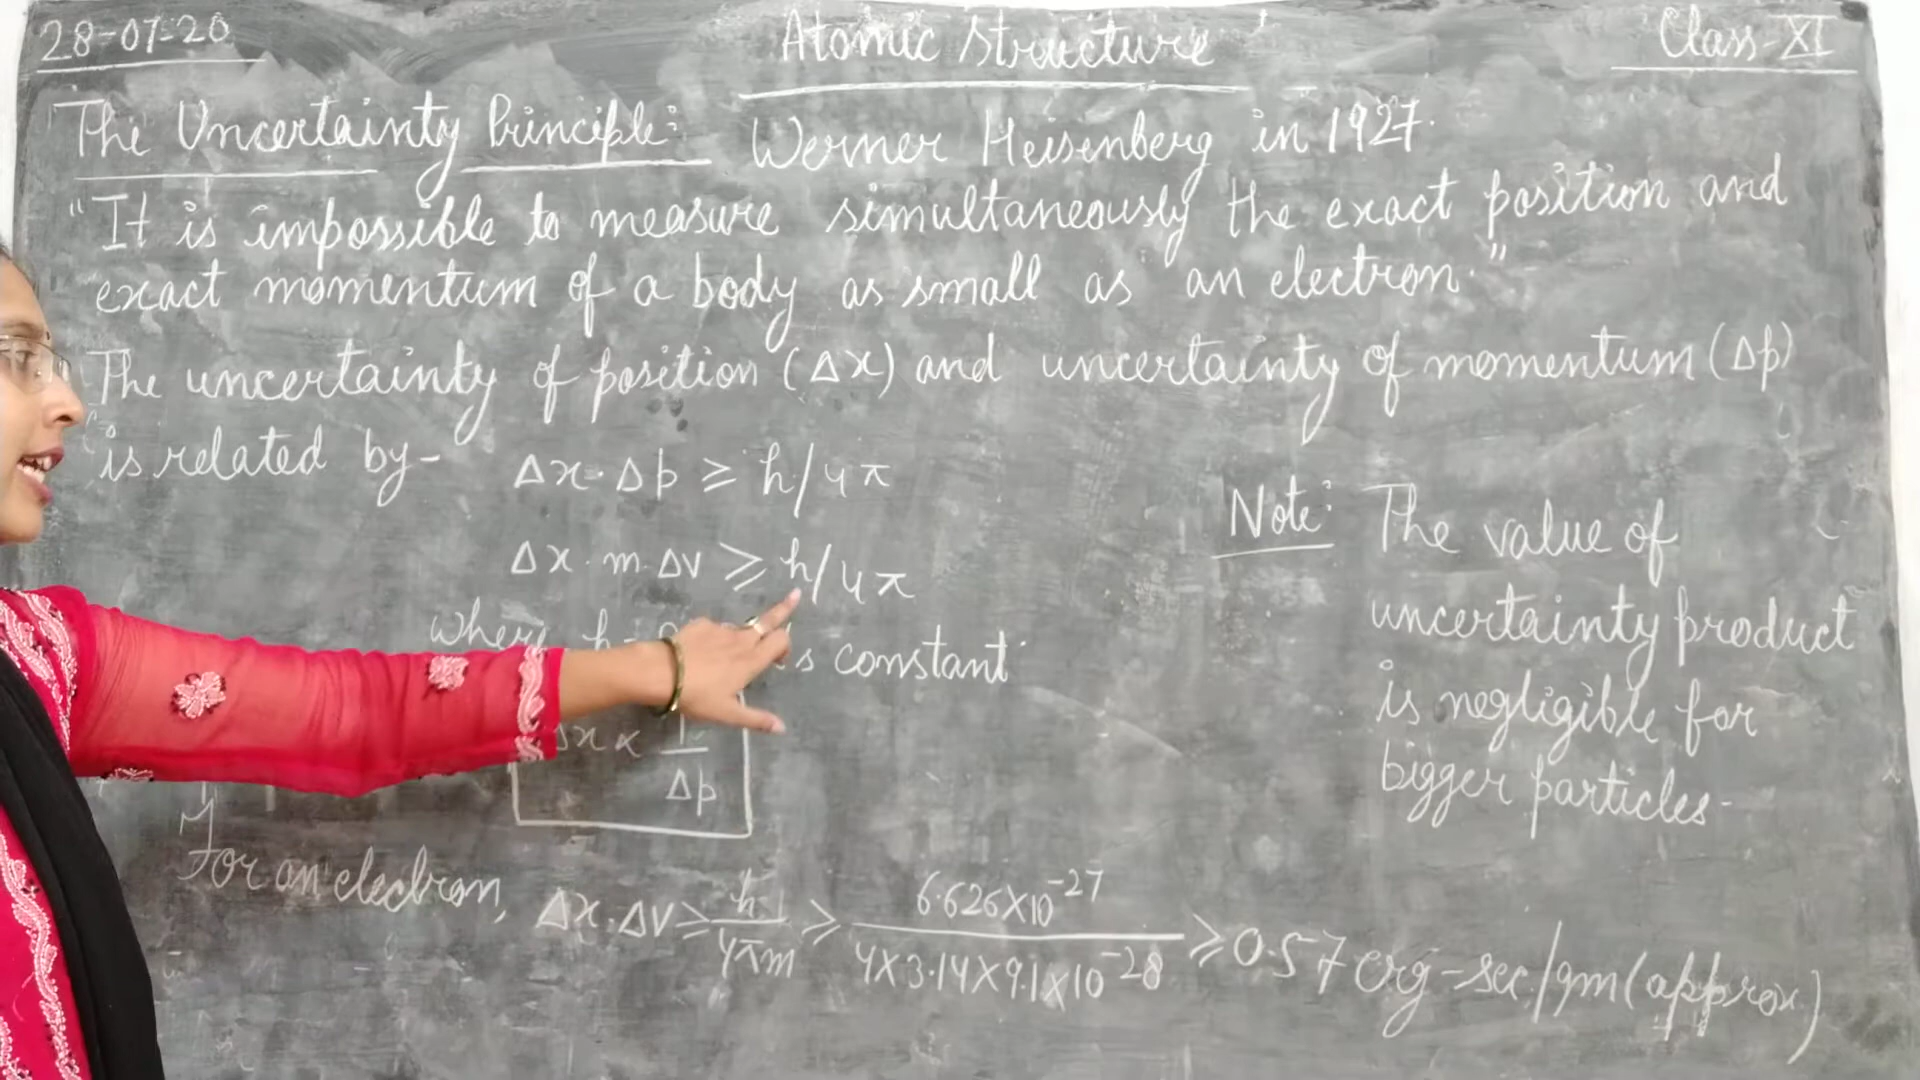 28-07-20
Atomic Structure
Class-XI
The Uncertainty Principle: Werner Heisenberg in 1927.
"It is impossible to measure simultaneously the exact position and
exact momentum of a body as small as an electron."
The uncertainty of position (Δx) and uncertainty of momentum (Δp)
is related by-
Δx.Δp ≥ h/4π
Δx.m.Δv ≥ h/4π
where h- constant
Δx ∝ 1/Δp
Note: The value of
uncertainty product
is negligible for
bigger particles-
For an electron, Δx.Δv ≥ h/4πm ≥ 6.626×10⁻²⁷/4×3.14×9.1×10⁻²⁸ ≥ 0.57 erg-sec/gm (approx)